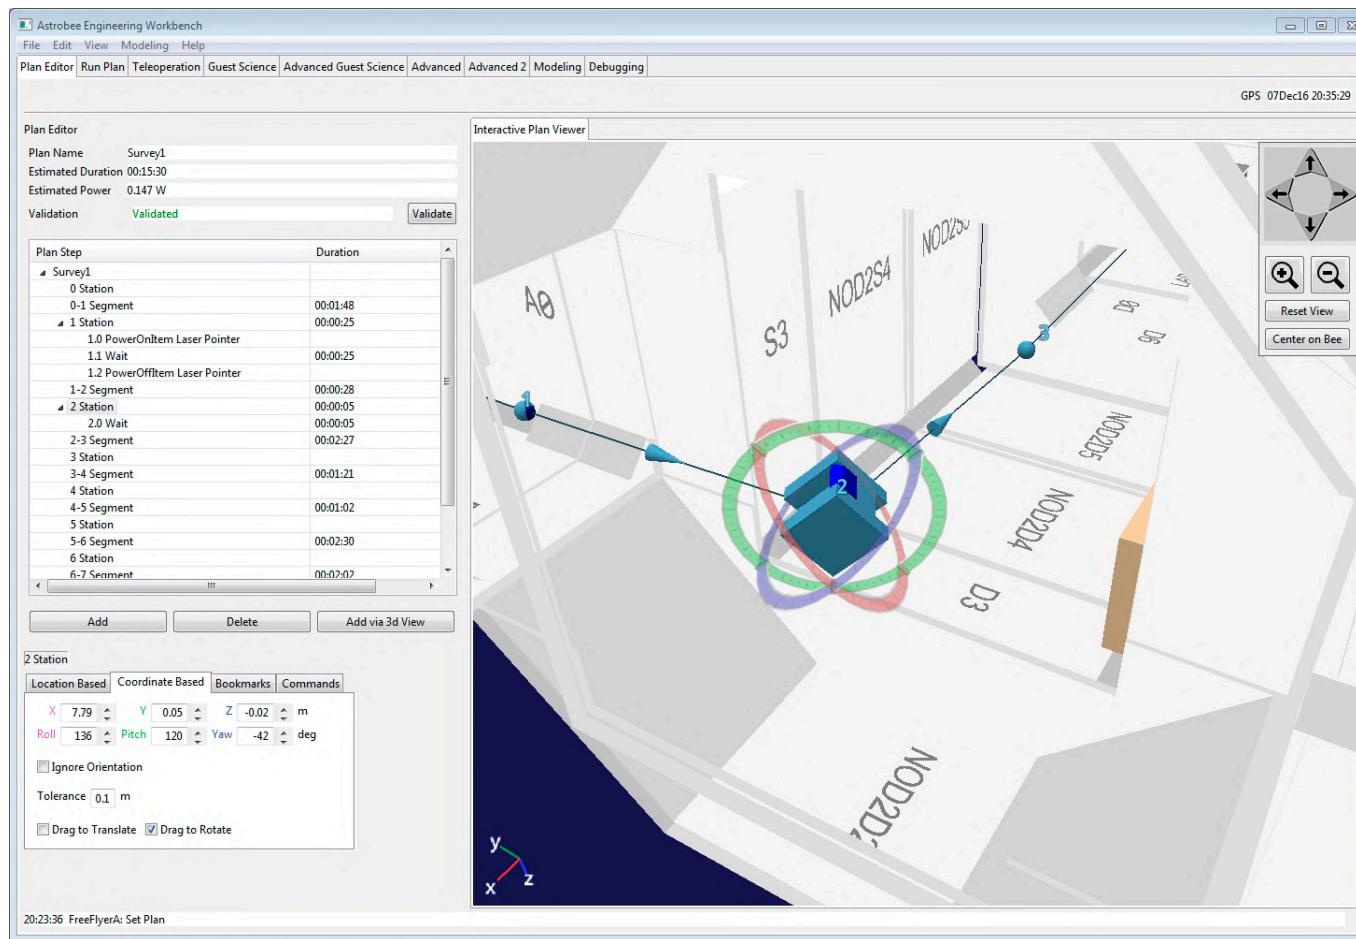 Astrobee Engineering Workbench
File Edit View Modeling Help
Plan Editor Run Plan Teleoperation Guest Science Advanced Guest Science Advanced Advanced 2 Modeling Debugging
GPS 07Dec16 20:35:29
Plan Editor
Plan Name Survey1
Estimated Duration 00:15:30
Estimated Power 0.147 W
Validation Validated Validate
Plan Step Duration
Survey1
0 Station
0-1 Segment 00:01:48
1 Station 00:00:25
1.0 PowerOnItem Laser Pointer
1.1 Wait 00:00:25
1.2 PowerOffItem Laser Pointer
1-2 Segment 00:00:28
2 Station 00:00:05
2.0 Wait 00:00:05
2-3 Segment 00:02:27
3 Station
3-4 Segment 00:01:21
4 Station
4-5 Segment 00:01:02
5 Station
5-6 Segment 00:02:30
6 Station
6-7 Segment 00:02:02
Add Delete Add via 3d View
2 Station
Location Based Coordinate Based Bookmarks Commands
X 7.79 Y 0.05 Z -0.02 m
Roll 136 Pitch 120 Yaw -42 deg
Ignore Orientation
Tolerance 0.1 m
Drag to Translate Drag to Rotate
20:23:36 FreeFlyerA: Set Plan
Interactive Plan Viewer
Reset View
Center on Bee
A0
S3
NOD2S4
1
2
3
NOD2D5
NOD2D4
D3
y
x
z